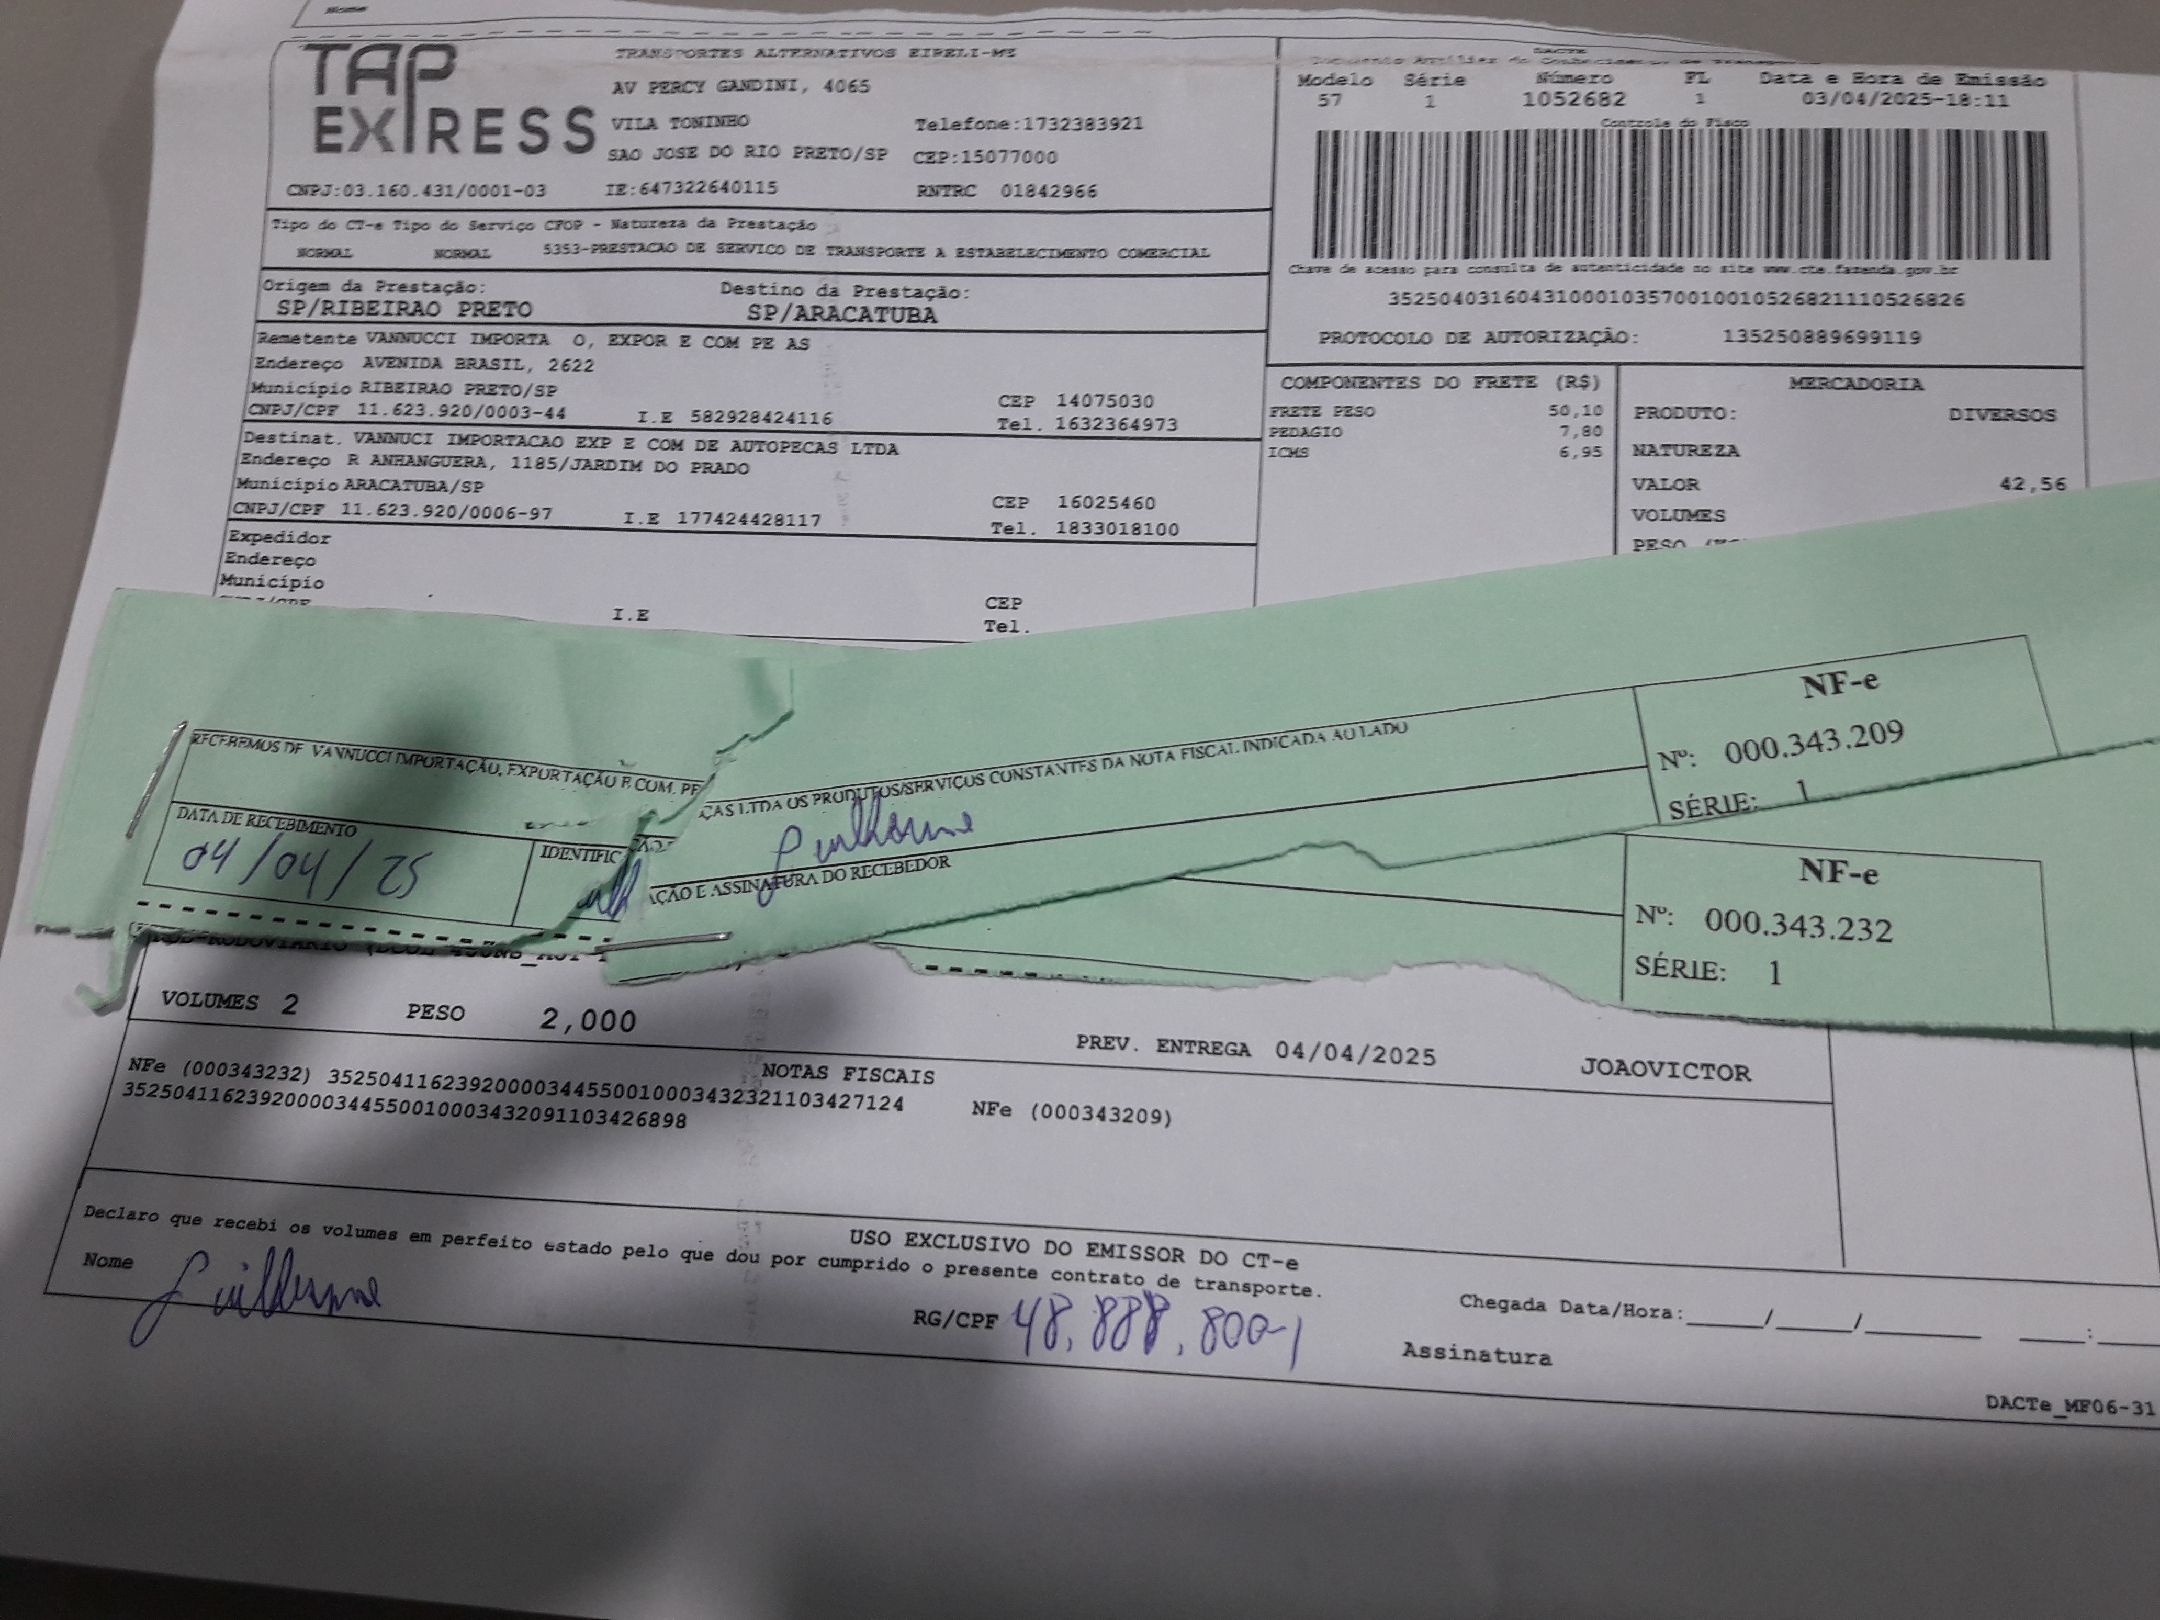 Nome
TAP EXPRESS
TRANSPORTES ALTERNATIVOS EIRELI-ME
AV PERCY GANDINI, 4065
VILA TONINHO Telefone:1732383921
SAO JOSE DO RIO PRETO/SP CEP:15077000
CNPJ:03.160.431/0001-03 IE:647322640115 RNTRC 01842966
DACTE
Modelo Série Número FL Data e Hora de Emissão
57 1 1052682 1 03/04/2025-18:11
Controle do Fisco
Chave de acesso para consulta de autenticidade no site www.cte.fazenda.gov.br
35250403160431000103570010010526821110526826
PROTOCOLO DE AUTORIZAÇÃO: 135250889699119
Tipo do CT-e Tipo do Serviço CFOP - Natureza da Prestação
NORMAL NORMAL 5353-PRESTACAO DE SERVICO DE TRANSPORTE A ESTABELECIMENTO COMERCIAL
Origem da Prestação: Destino da Prestação:
SP/RIBEIRAO PRETO SP/ARACATUBA
Remetente VANNUCCI IMPORTA O, EXPOR E COM PE AS
Endereço AVENIDA BRASIL, 2622
Município RIBEIRAO PRETO/SP CEP 14075030
CNPJ/CPF 11.623.920/0003-44 I.E 582928424116 Tel. 1632364973
Destinat. VANNUCI IMPORTACAO EXP E COM DE AUTOPECAS LTDA
Endereço R ANHANGUERA, 1185/JARDIM DO PRADO
Município ARACATUBA/SP CEP 16025460
CNPJ/CPF 11.623.920/0006-97 I.E 177424428117 Tel. 1833018100
Expedidor
Endereço
Município CEP
I.E Tel.
COMPONENTES DO FRETE (R$)
FRETE PESO 50,10
PEDAGIO 7,80
ICMS 6,95
MERCADORIA
PRODUTO: DIVERSOS
NATUREZA
VALOR 42,56
VOLUMES
PESO
RECEBEMOS DE VANNUCCI IMPORTAÇÃO, EXPORTAÇÃO E COM. PE
ÇAS LTDA OS PRODUTOS/SERVIÇOS CONSTANTES DA NOTA FISCAL INDICADA AO LADO
DATA DE RECEBIMENTO
04/04/25
IDENTIFIC
Guilherme
AÇÃO E ASSINATURA DO RECEBEDOR
NF-e
Nº: 000.343.209
SÉRIE: 1
NF-e
Nº: 000.343.232
SÉRIE: 1
VOLUMES 2 PESO 2,000
PREV. ENTREGA 04/04/2025 JOAOVICTOR
NOTAS FISCAIS
NFe (000343232) 35250411623920000344550010003432321103427124 NFe (000343209)
35250411623920000344550010003432091103426898
USO EXCLUSIVO DO EMISSOR DO CT-e
Declaro que recebi os volumes em perfeito estado pelo que dou por cumprido o presente contrato de transporte.
Nome Guilherme RG/CPF 48.888.800-1 Chegada Data/Hora:_____/_____/________ ____:____
Assinatura
DACTe_MF06-31